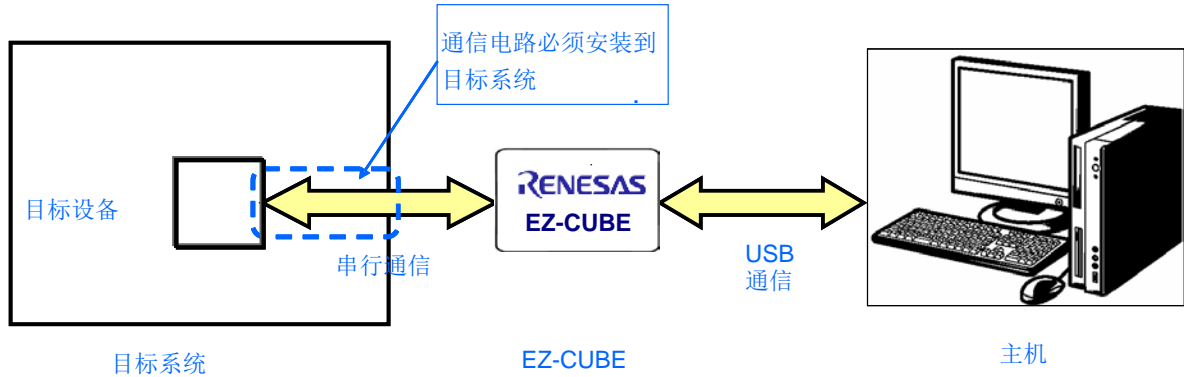 通信电路必须安装到
目标系统
.
目标设备
RENESAS
EZ-CUBE
串行通信
USB
通信
目标系统
EZ-CUBE
主机